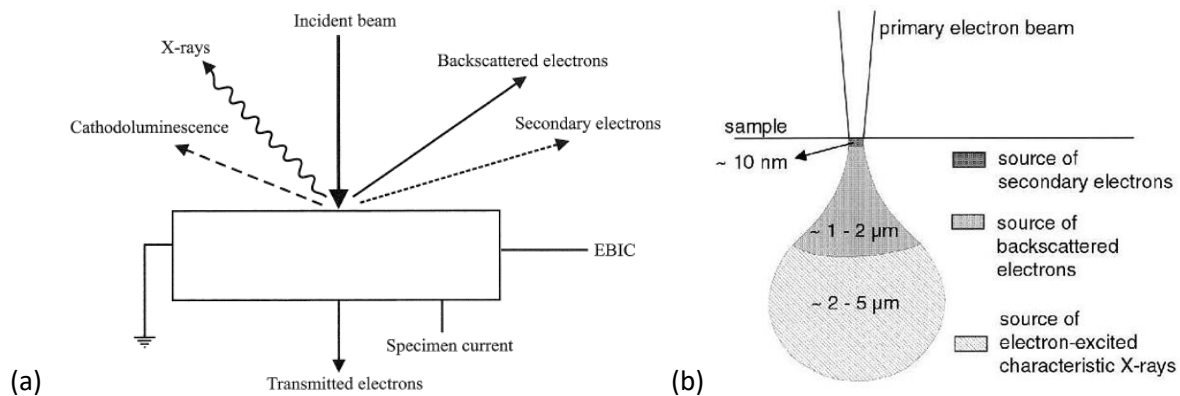 Incident beam
X-rays
Backscattered electrons
Cathodoluminescence
Secondary electrons
EBIC
Specimen current
Transmitted electrons
(a)
primary electron beam
sample
~ 10 nm
source of
secondary electrons
~ 1 - 2 µm
source of
backscattered
electrons
~ 2 - 5 µm
source of
electron-excited
characteristic X-rays
(b)